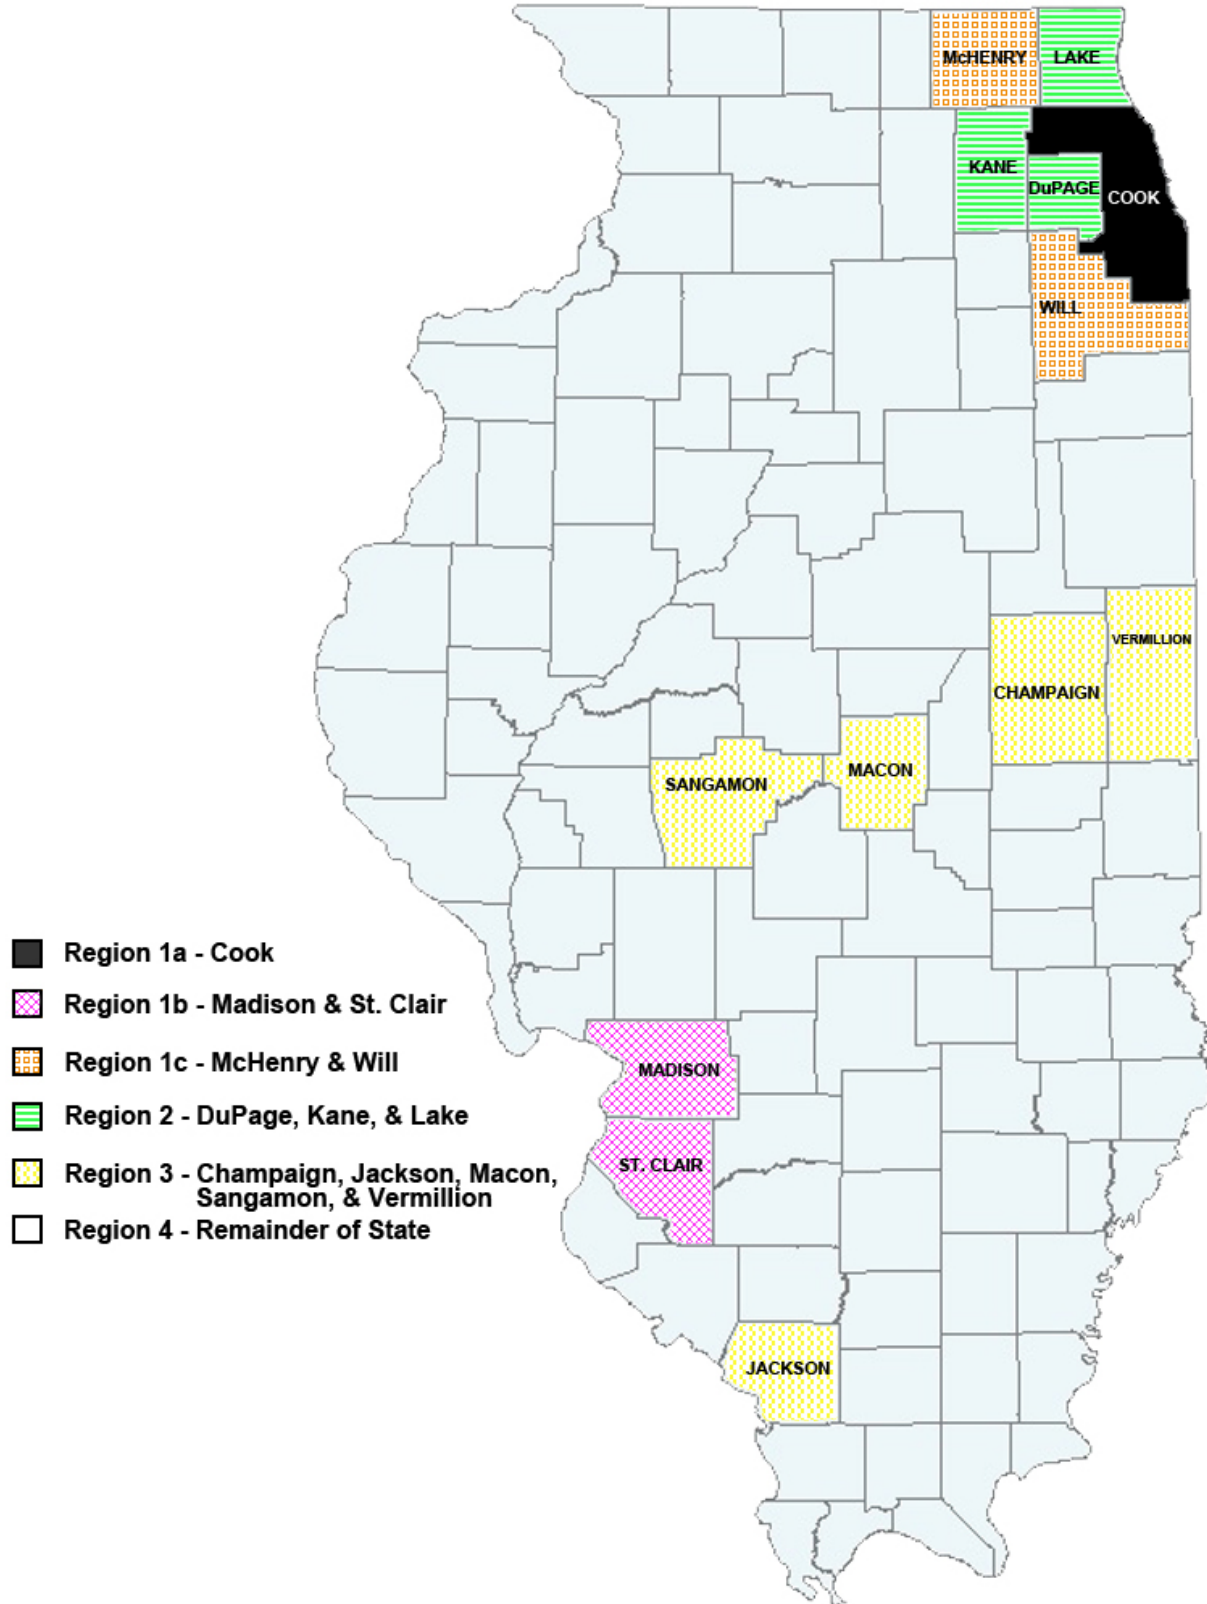 McHENRY
LAKE
KANE
DuPAGE
COOK
WILL
VERMILLION
CHAMPAIGN
SANGAMON
MACON
Region 1a - Cook
Region 1b - Madison & St. Clair
Region 1c - McHenry & Will
Region 2 - DuPage, Kane, & Lake
Region 3 - Champaign, Jackson, Macon,
Sangamon, & Vermillion
Region 4 - Remainder of State
MADISON
ST. CLAIR
JACKSON